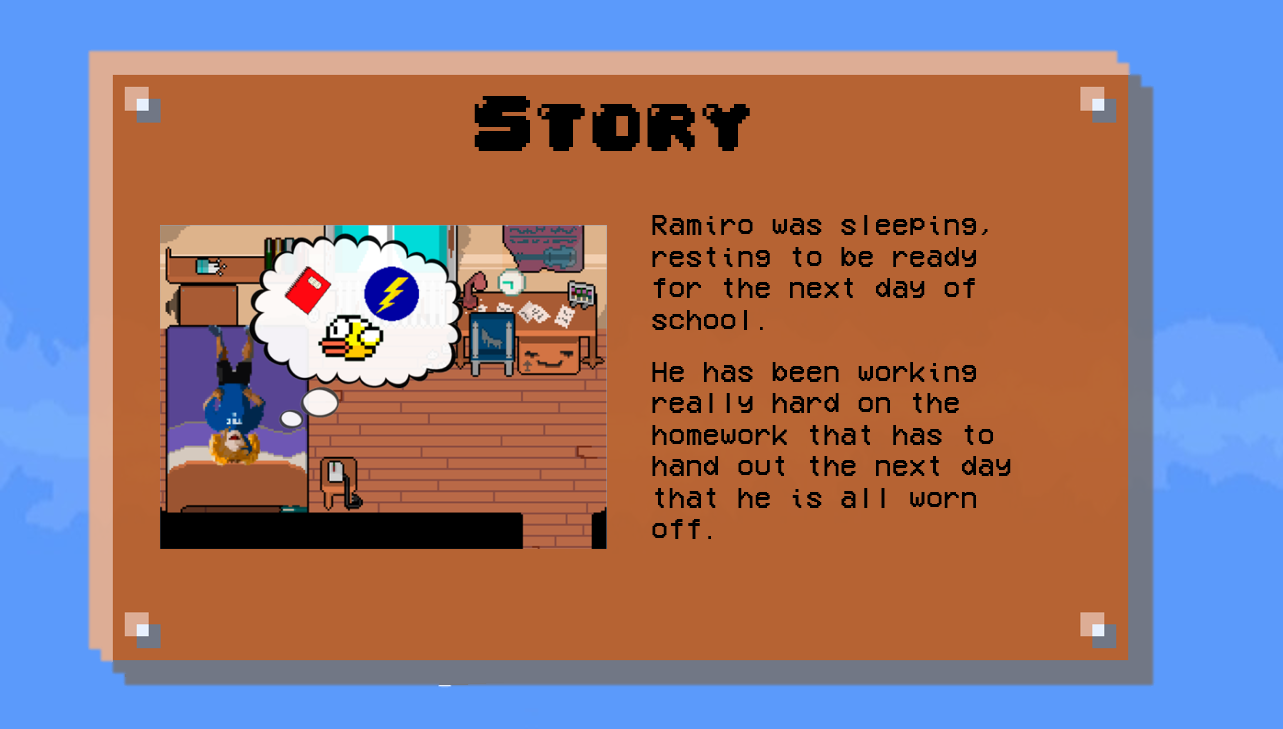 Story
Ramiro was sleeping,
resting to be ready
for the next day of
school.
He has been working
really hard on the
homework that has to
hand out the next day
that he is all worn
off.